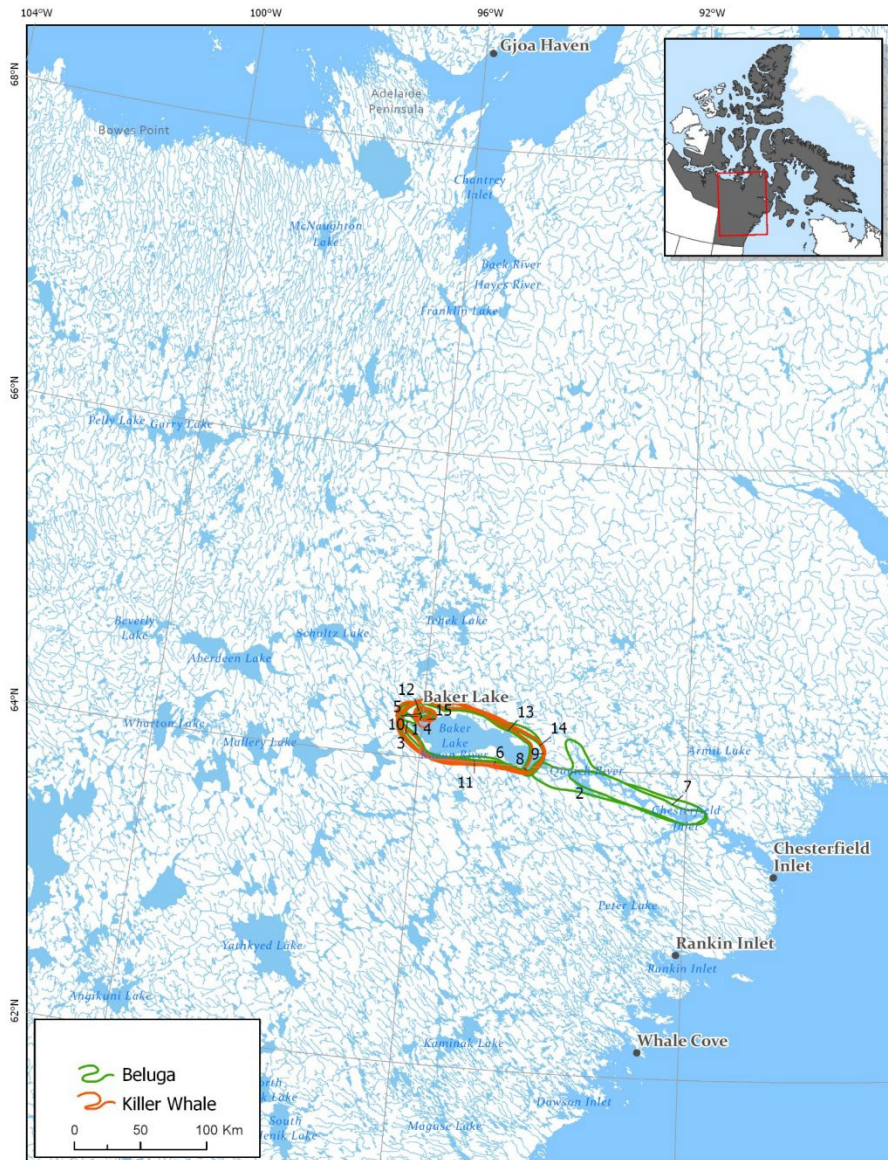 104°W
100°W
96°W
92°W
68°N
66°N
64°N
62°N
Gjoa Haven
Adelaide
Peninsula
Bowes Point
Chantrey
Inlet
McNaughton
Lake
Back River
Hayes River
Franklin Lake
Pelly Lake
Garry Lake
Beverly
Lake
Schultz Lake
Tehek Lake
Aberdeen Lake
12
Baker Lake
5
15
13
Wharton Lake
10
1
4
Baker
Lake
14
Mallery Lake
3
6
9
Armit Lake
8
Quoich River
11
2
7
Chesterfield
Inlet
Chesterfield
Inlet
Peter Lake
Yathkyed Lake
Rankin Inlet
Rankin Inlet
Angikuni Lake
Kaminak Lake
Whale Cove
Dawson Inlet
Maguse Lake
South
Beluga
Killer Whale
0 50 100 Km